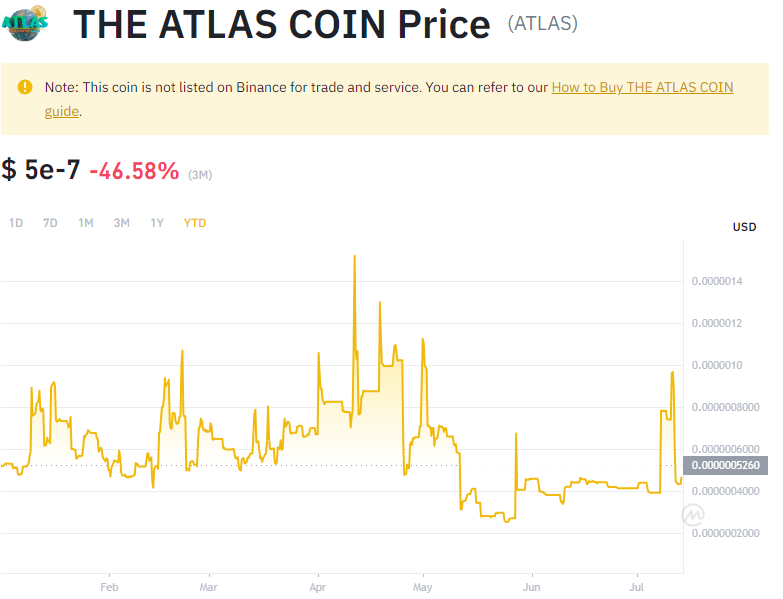 ATLAS
THE ATLAS COIN Price (ATLAS)
Note: This coin is not listed on Binance for trade and service. You can refer to our How to Buy THE ATLAS COIN
guide.
$ 5e-7 -46.58% (3M)
1D 7D 1M 3M 1Y YTD
USD
0.0000014
0.0000012
0.0000010
0.0000008000
0.0000006000
0.0000005260
0.0000004000
0.0000002000
Feb Mar Apr May Jun Jul